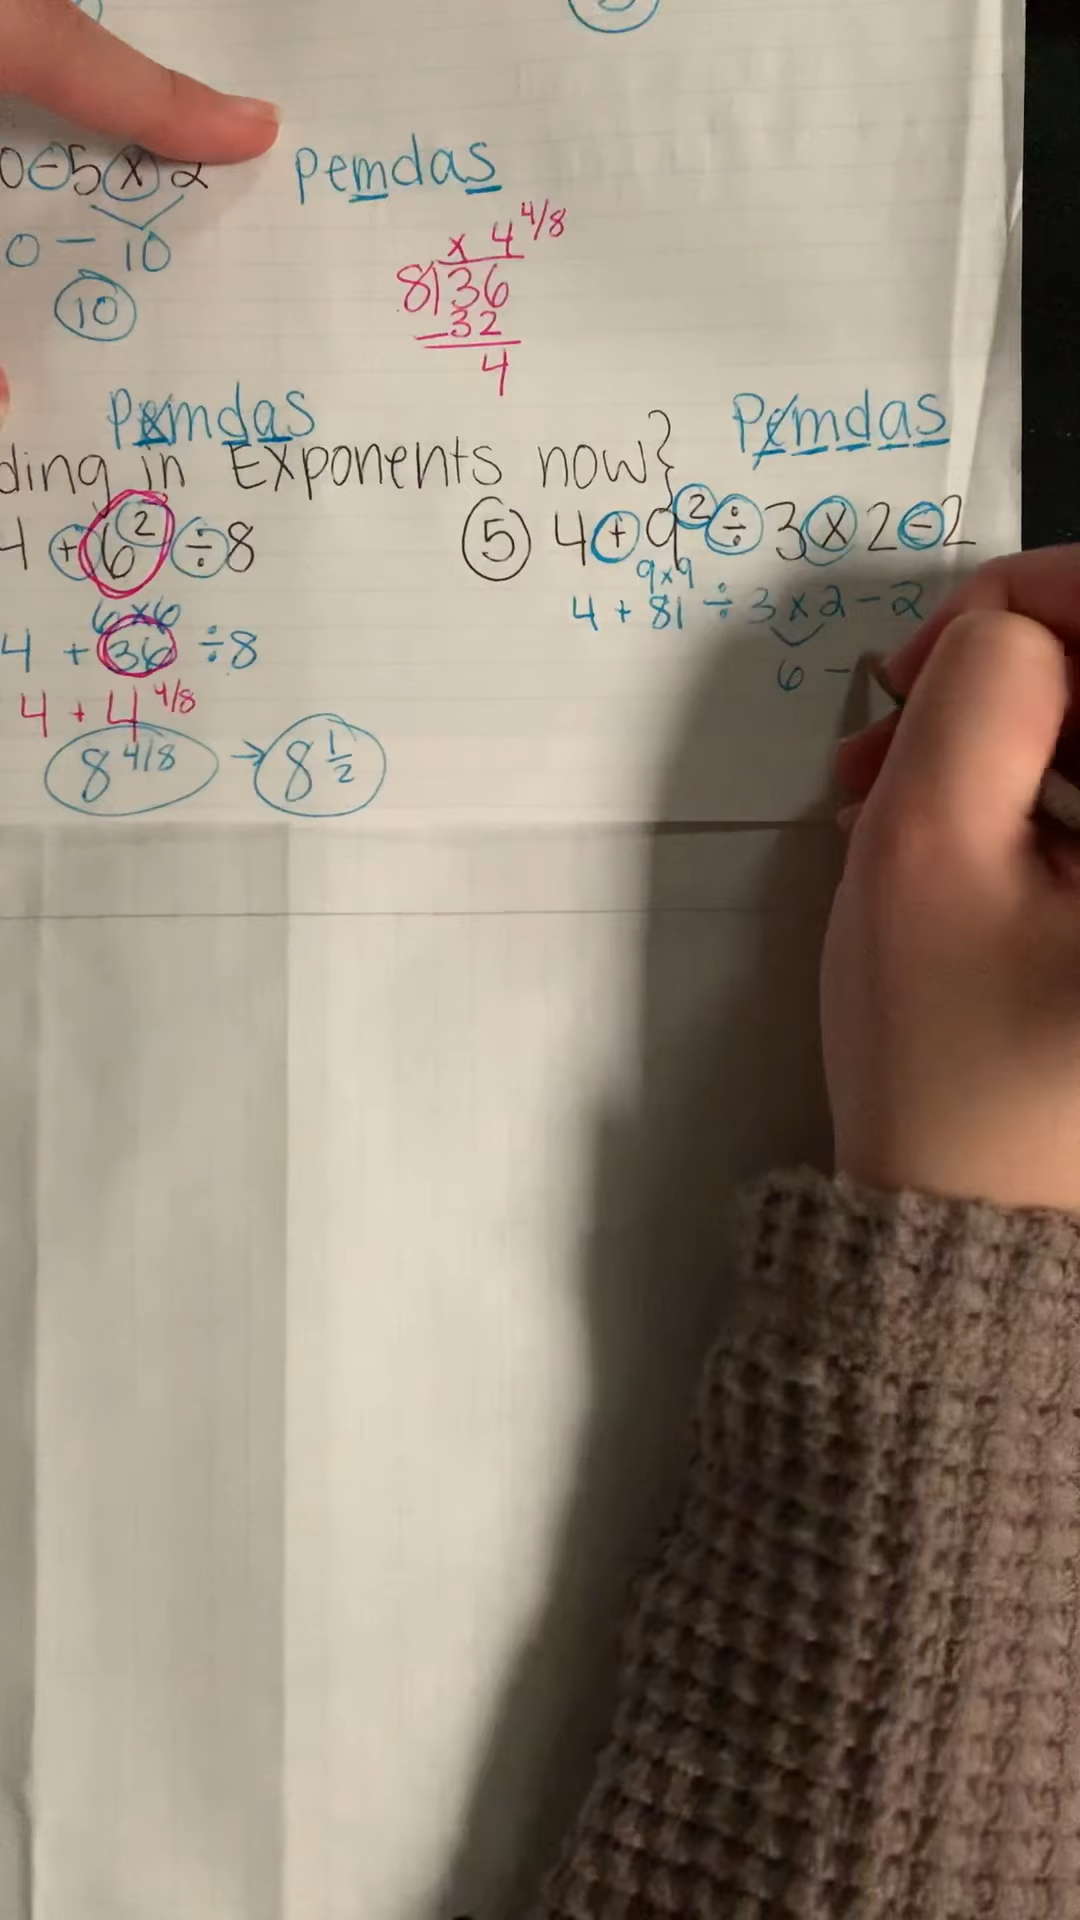 0-5x2 pemdas
0 - 10
10
x 4 4/8
8)36
-32
4
Pemdas Pemdas
ding in Exponents now}
4 + 6² ÷ 8
6x6
4 + 36 ÷ 8
4 + 4 4/8
8 4/8 → 8 1/2
5 4 + 9² ÷ 3 x 2 - 2
9x9
4 + 81 ÷ 3 x 2 - 2
6 -